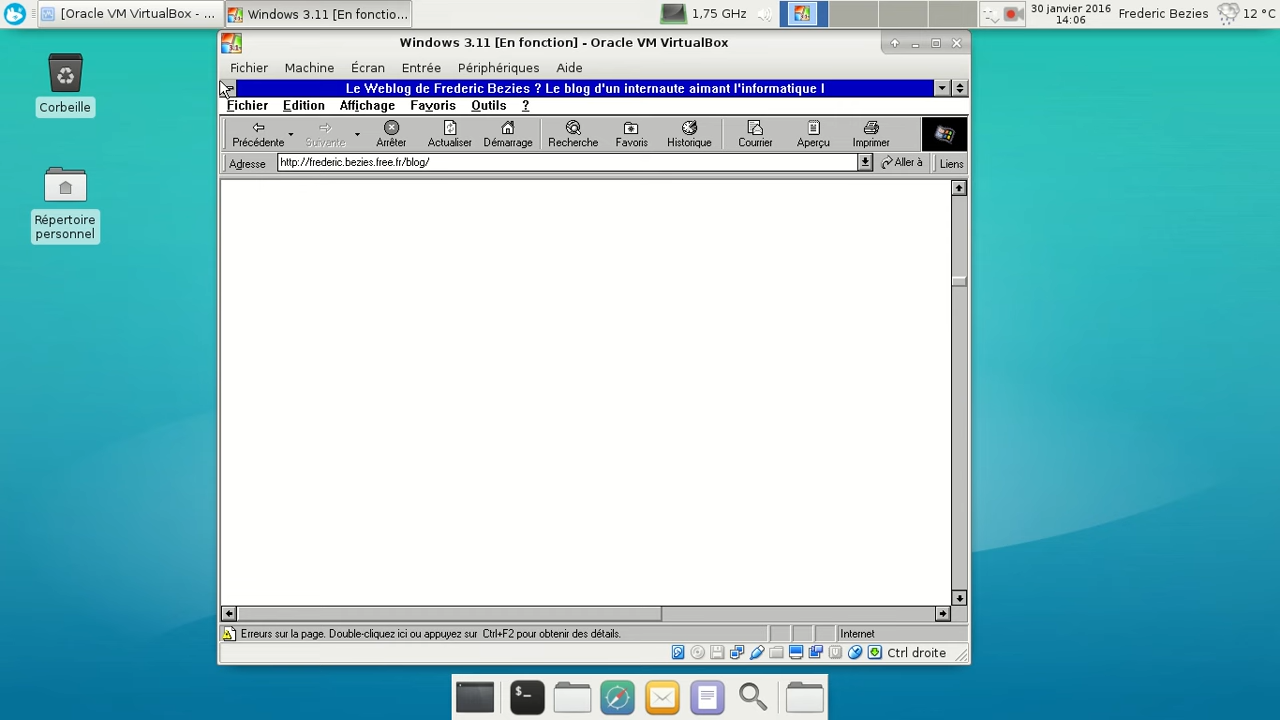 [Oracle VM VirtualBox - ...
Windows 3.11 [En fonctio...
1,75 GHz
30 janvier 2016
14:06
Frederic Bezies
12 °C
Corbeille
Répertoire
personnel
Windows 3.11 [En fonction] - Oracle VM VirtualBox
Fichier Machine Écran Entrée Périphériques Aide
Le Weblog de Frederic Bezies ? Le blog d'un internaute aimant l'informatique l
Fichier Edition Affichage Favoris Outils ?
Précédente Suivante Arrêter Actualiser Démarrage Recherche Favoris Historique Courrier Aperçu Imprimer
Adresse http://frederic.bezies.free.fr/blog/ Aller à Liens
Erreurs sur la page. Double-cliquez ici ou appuyez sur Ctrl+F2 pour obtenir des détails. Internet
Ctrl droite